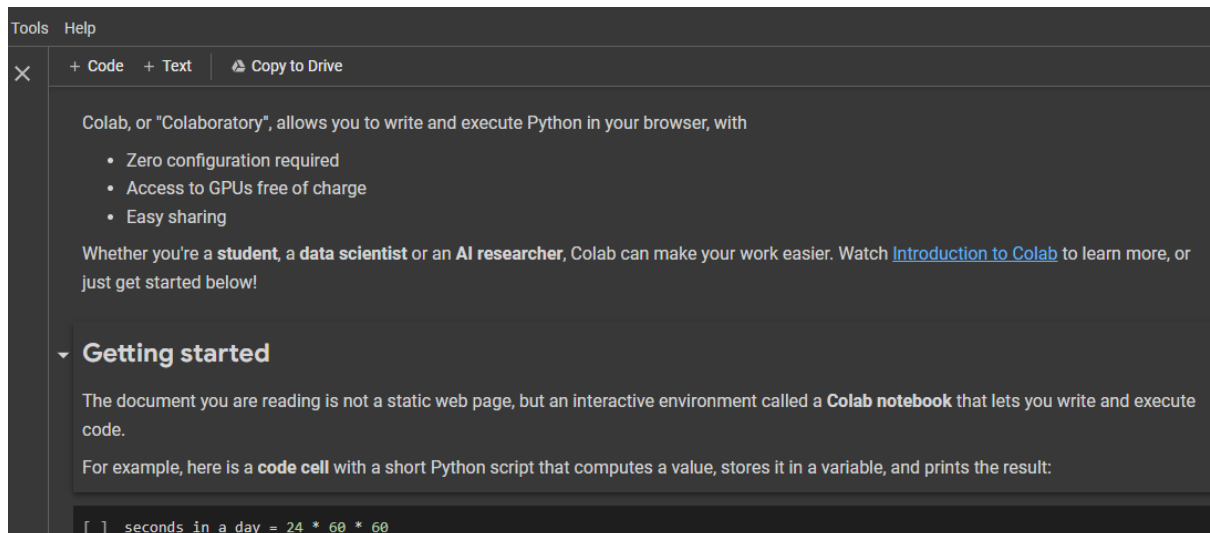 Tools Help
+ Code + Text Copy to Drive
Colab, or "Colaboratory", allows you to write and execute Python in your browser, with
• Zero configuration required
• Access to GPUs free of charge
• Easy sharing
Whether you're a student, a data scientist or an AI researcher, Colab can make your work easier. Watch Introduction to Colab to learn more, or
just get started below!
Getting started
The document you are reading is not a static web page, but an interactive environment called a Colab notebook that lets you write and execute
code.
For example, here is a code cell with a short Python script that computes a value, stores it in a variable, and prints the result:
[ ] seconds_in_a_day = 24 * 60 * 60